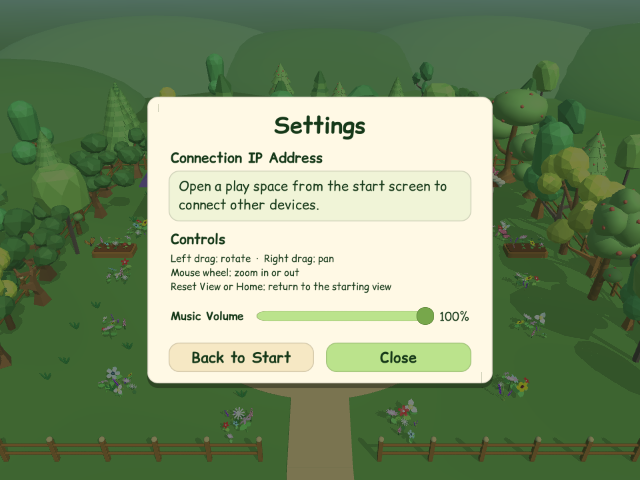 Settings
Connection IP Address
Open a play space from the start screen to
connect other devices.
Controls
Left drag: rotate · Right drag: pan
Mouse wheel: zoom in or out
Reset View or Home: return to the starting view
Music Volume 100%
Back to Start Close